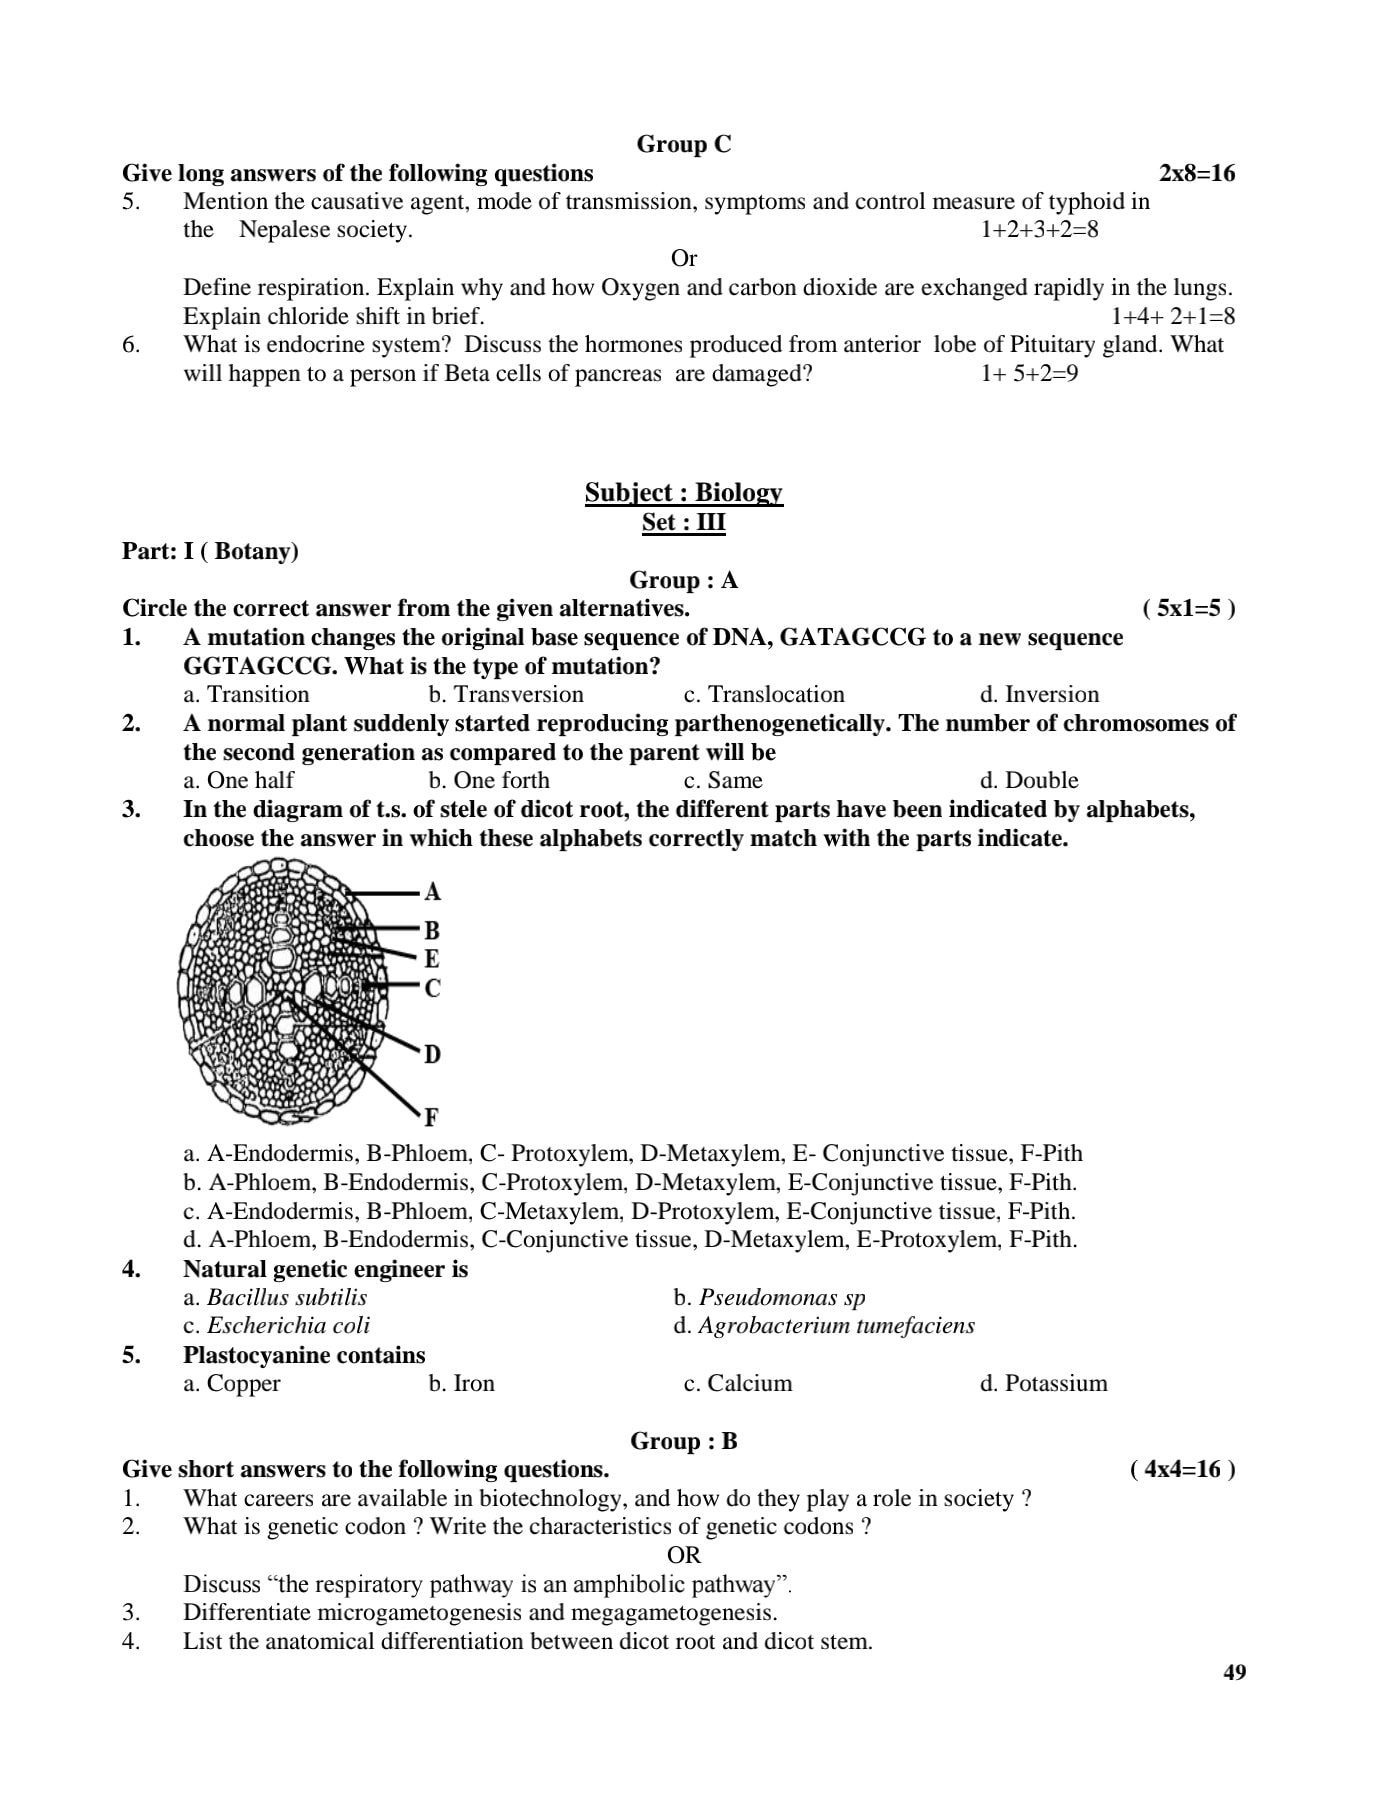 Group C
Give long answers of the following questions 2x8=16
5. Mention the causative agent, mode of transmission, symptoms and control measure of typhoid in
the Nepalese society. 1+2+3+2=8
Or
Define respiration. Explain why and how Oxygen and carbon dioxide are exchanged rapidly in the lungs.
Explain chloride shift in brief. 1+4+ 2+1=8
6. What is endocrine system? Discuss the hormones produced from anterior lobe of Pituitary gland. What
will happen to a person if Beta cells of pancreas are damaged? 1+ 5+2=9
Subject : Biology
Set : III
Part: I ( Botany)
Group : A
Circle the correct answer from the given alternatives. ( 5x1=5 )
1. A mutation changes the original base sequence of DNA, GATAGCCG to a new sequence
GGTAGCCG. What is the type of mutation?
a. Transition b. Transversion c. Translocation d. Inversion
2. A normal plant suddenly started reproducing parthenogenetically. The number of chromosomes of
the second generation as compared to the parent will be
a. One half b. One forth c. Same d. Double
3. In the diagram of t.s. of stele of dicot root, the different parts have been indicated by alphabets,
choose the answer in which these alphabets correctly match with the parts indicate.
A
B
E
C
D
F
a. A-Endodermis, B-Phloem, C- Protoxylem, D-Metaxylem, E- Conjunctive tissue, F-Pith
b. A-Phloem, B-Endodermis, C-Protoxylem, D-Metaxylem, E-Conjunctive tissue, F-Pith.
c. A-Endodermis, B-Phloem, C-Metaxylem, D-Protoxylem, E-Conjunctive tissue, F-Pith.
d. A-Phloem, B-Endodermis, C-Conjunctive tissue, D-Metaxylem, E-Protoxylem, F-Pith.
4. Natural genetic engineer is
a. Bacillus subtilis b. Pseudomonas sp
c. Escherichia coli d. Agrobacterium tumefaciens
5. Plastocyanine contains
a. Copper b. Iron c. Calcium d. Potassium
Group : B
Give short answers to the following questions. ( 4x4=16 )
1. What careers are available in biotechnology, and how do they play a role in society ?
2. What is genetic codon ? Write the characteristics of genetic codons ?
OR
Discuss “the respiratory pathway is an amphibolic pathway”.
3. Differentiate microgametogenesis and megagametogenesis.
4. List the anatomical differentiation between dicot root and dicot stem.
49